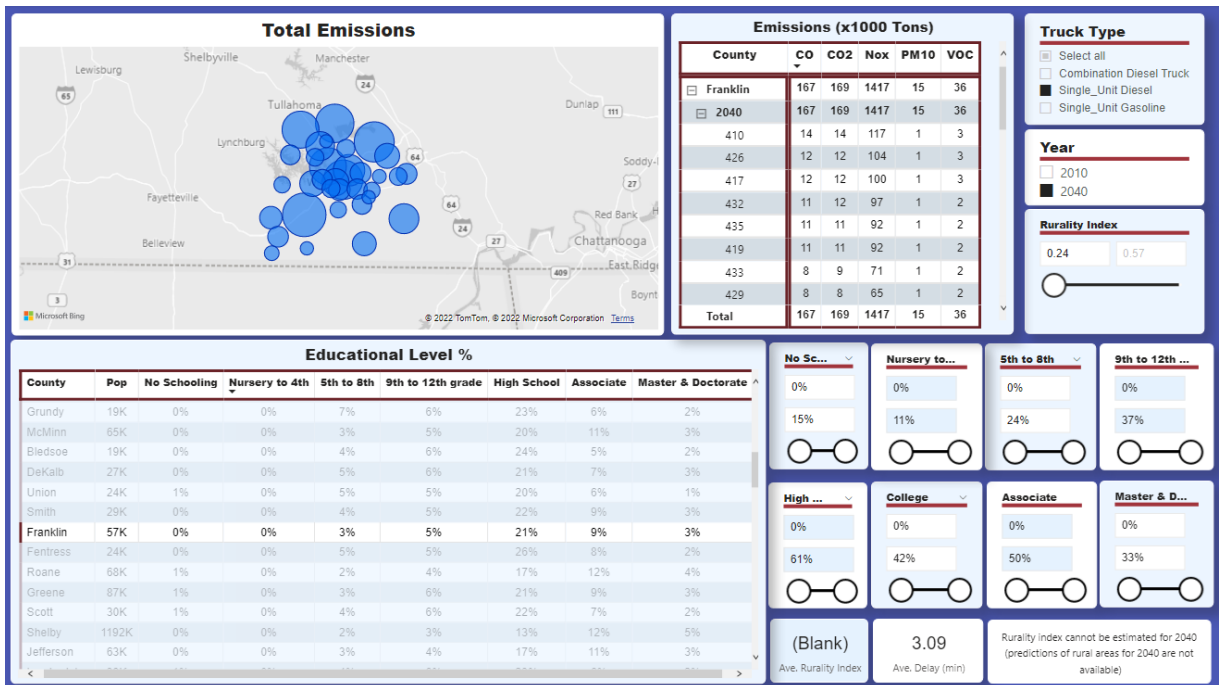 Total Emissions
Lewisburg
Shelbyville
Manchester
65
24
Tullahoma
Dunlap
111
Lynchburg
64
Soddy-
27
Fayetteville
64
24
Red Bank
H
27
Chattanooga
Belleview
31
409
East Ridge
3
Boynt
Microsoft Bing
© 2022 TomTom, © 2022 Microsoft Corporation Terms
Emissions (x1000 Tons)
County CO CO2 Nox PM10 VOC
Franklin 167 169 1417 15 36
2040 167 169 1417 15 36
410 14 14 117 1 3
426 12 12 104 1 3
417 12 12 100 1 3
432 11 12 97 1 2
435 11 11 92 1 2
419 11 11 92 1 2
433 8 9 71 1 2
429 8 8 65 1 2
Total 167 169 1417 15 36
Truck Type
Select all
Combination Diesel Truck
Single_Unit Diesel
Single_Unit Gasoline
Year
2010
2040
Rurality Index
0.24 0.57
Educational Level %
County Pop No Schooling Nursery to 4th 5th to 8th 9th to 12th grade High School Associate Master & Doctorate
Grundy 19K 0% 0% 7% 6% 23% 6% 2%
McMinn 65K 0% 0% 3% 5% 20% 11% 3%
Bledsoe 19K 0% 0% 4% 6% 24% 5% 2%
DeKalb 27K 0% 0% 5% 6% 21% 7% 3%
Union 24K 1% 0% 5% 5% 20% 6% 1%
Smith 29K 0% 0% 4% 5% 22% 9% 3%
Franklin 57K 0% 0% 3% 5% 21% 9% 3%
Fentress 24K 0% 0% 5% 5% 26% 8% 2%
Roane 68K 1% 0% 2% 4% 17% 12% 4%
Greene 87K 1% 0% 3% 6% 21% 9% 3%
Scott 30K 1% 0% 4% 6% 22% 7% 2%
Shelby 1192K 0% 0% 2% 3% 13% 12% 5%
Jefferson 63K 0% 0% 3% 4% 17% 11% 3%
No Sc...
0%
15%
Nursery to...
0%
11%
5th to 8th
0%
24%
9th to 12th ...
0%
37%
High ...
0%
61%
College
0%
42%
Associate
0%
50%
Master & D...
0%
33%
(Blank)
Ave. Rurality Index
3.09
Ave. Delay (min)
Rurality index cannot be estimated for 2040
(predictions of rural areas for 2040 are not
available)